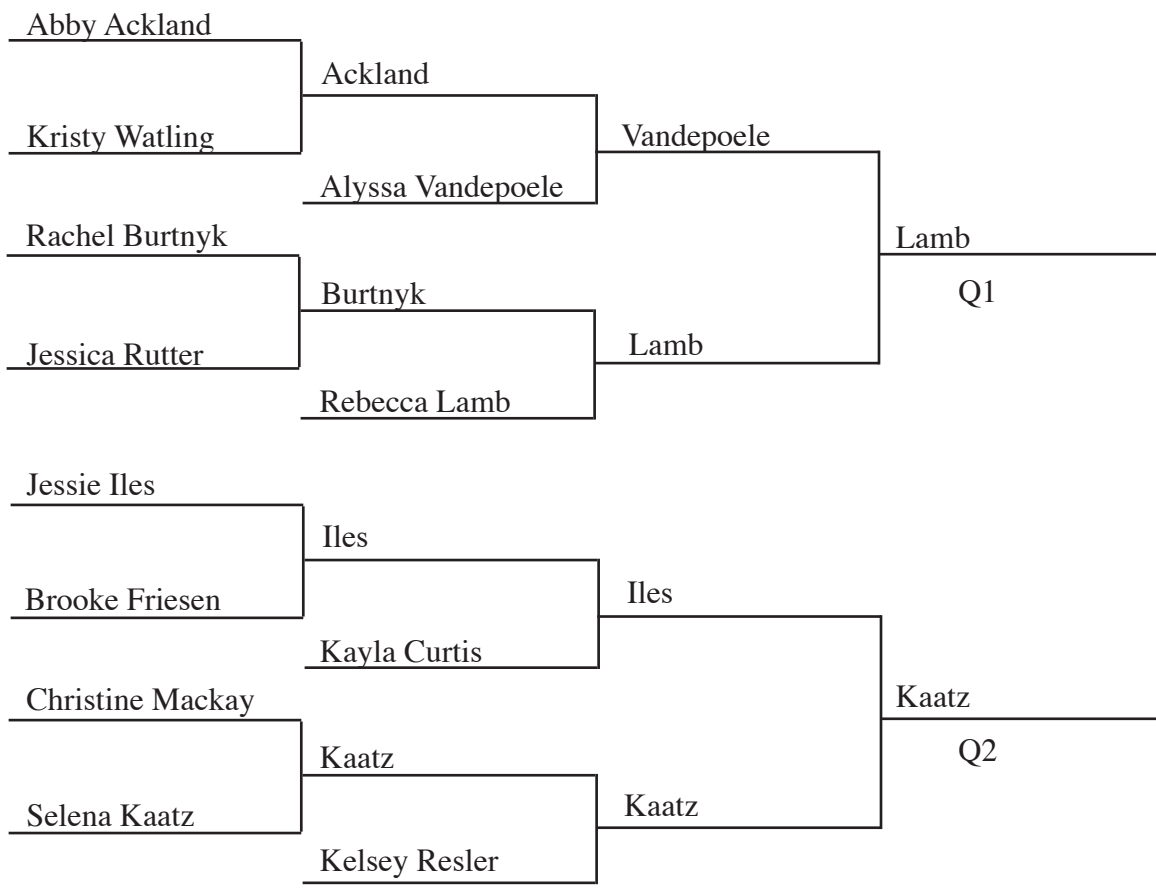 Abby Ackland
Ackland
Kristy Watling
Vandepoele
Alyssa Vandepoele
Rachel Burtnyk
Lamb
Burtnyk
Q1
Jessica Rutter
Lamb
Rebecca Lamb
Jessie Iles
Iles
Brooke Friesen
Iles
Kayla Curtis
Christine Mackay
Kaatz
Kaatz
Q2
Selena Kaatz
Kaatz
Kelsey Resler